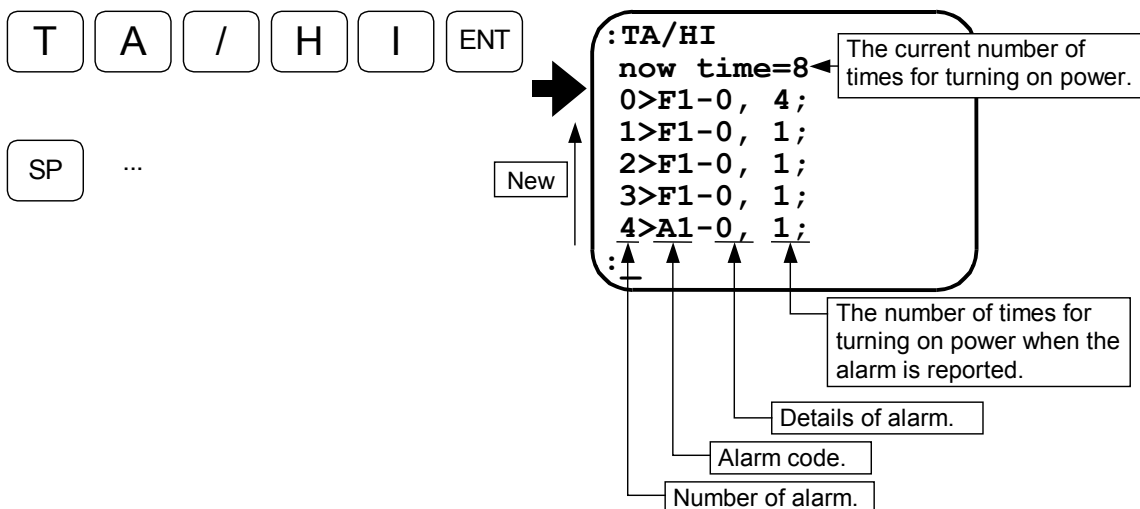 T A / H I ENT
SP ...
New
:TA/HI
now time=8
0>F1-0, 4;
1>F1-0, 1;
2>F1-0, 1;
3>F1-0, 1;
4>A1-0, 1;
:_
The current number of
times for turning on power.
The number of times for
turning on power when the
alarm is reported.
Details of alarm.
Alarm code.
Number of alarm.